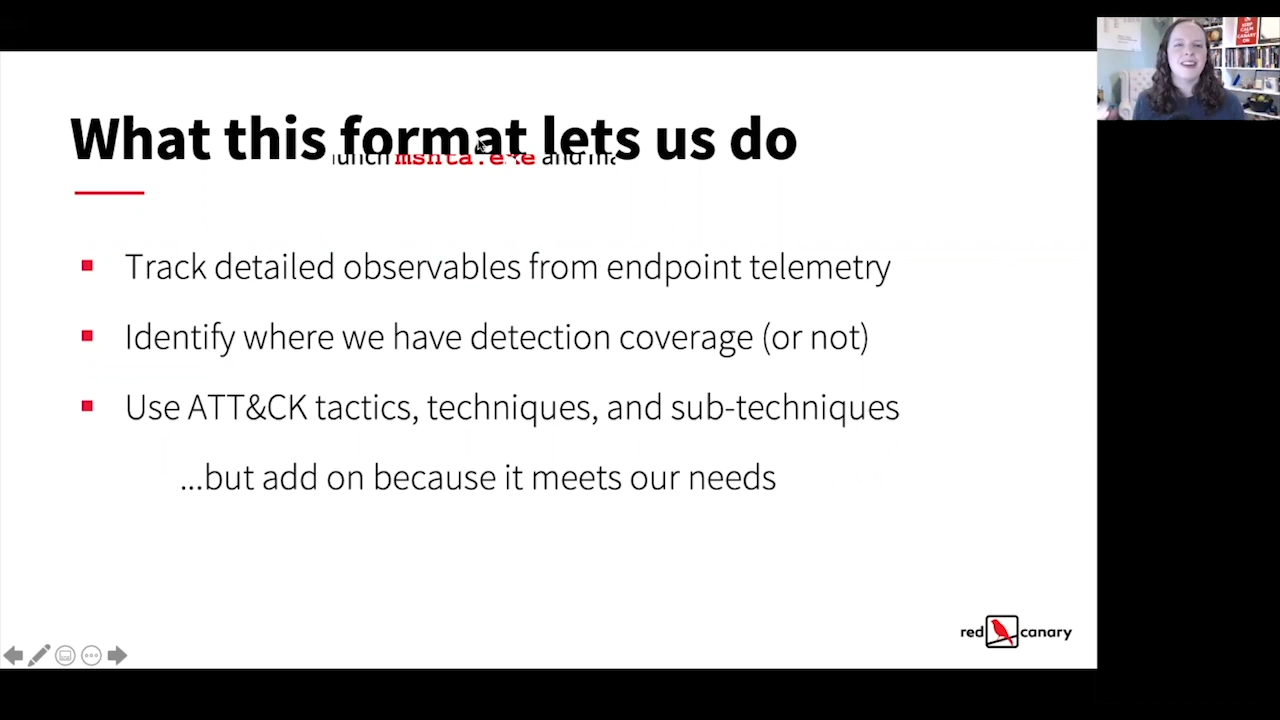 What this format lets us do
mshta.exe and
Track detailed observables from endpoint telemetry
Identify where we have detection coverage (or not)
Use ATT&CK tactics, techniques, and sub-techniques
...but add on because it meets our needs
red canary